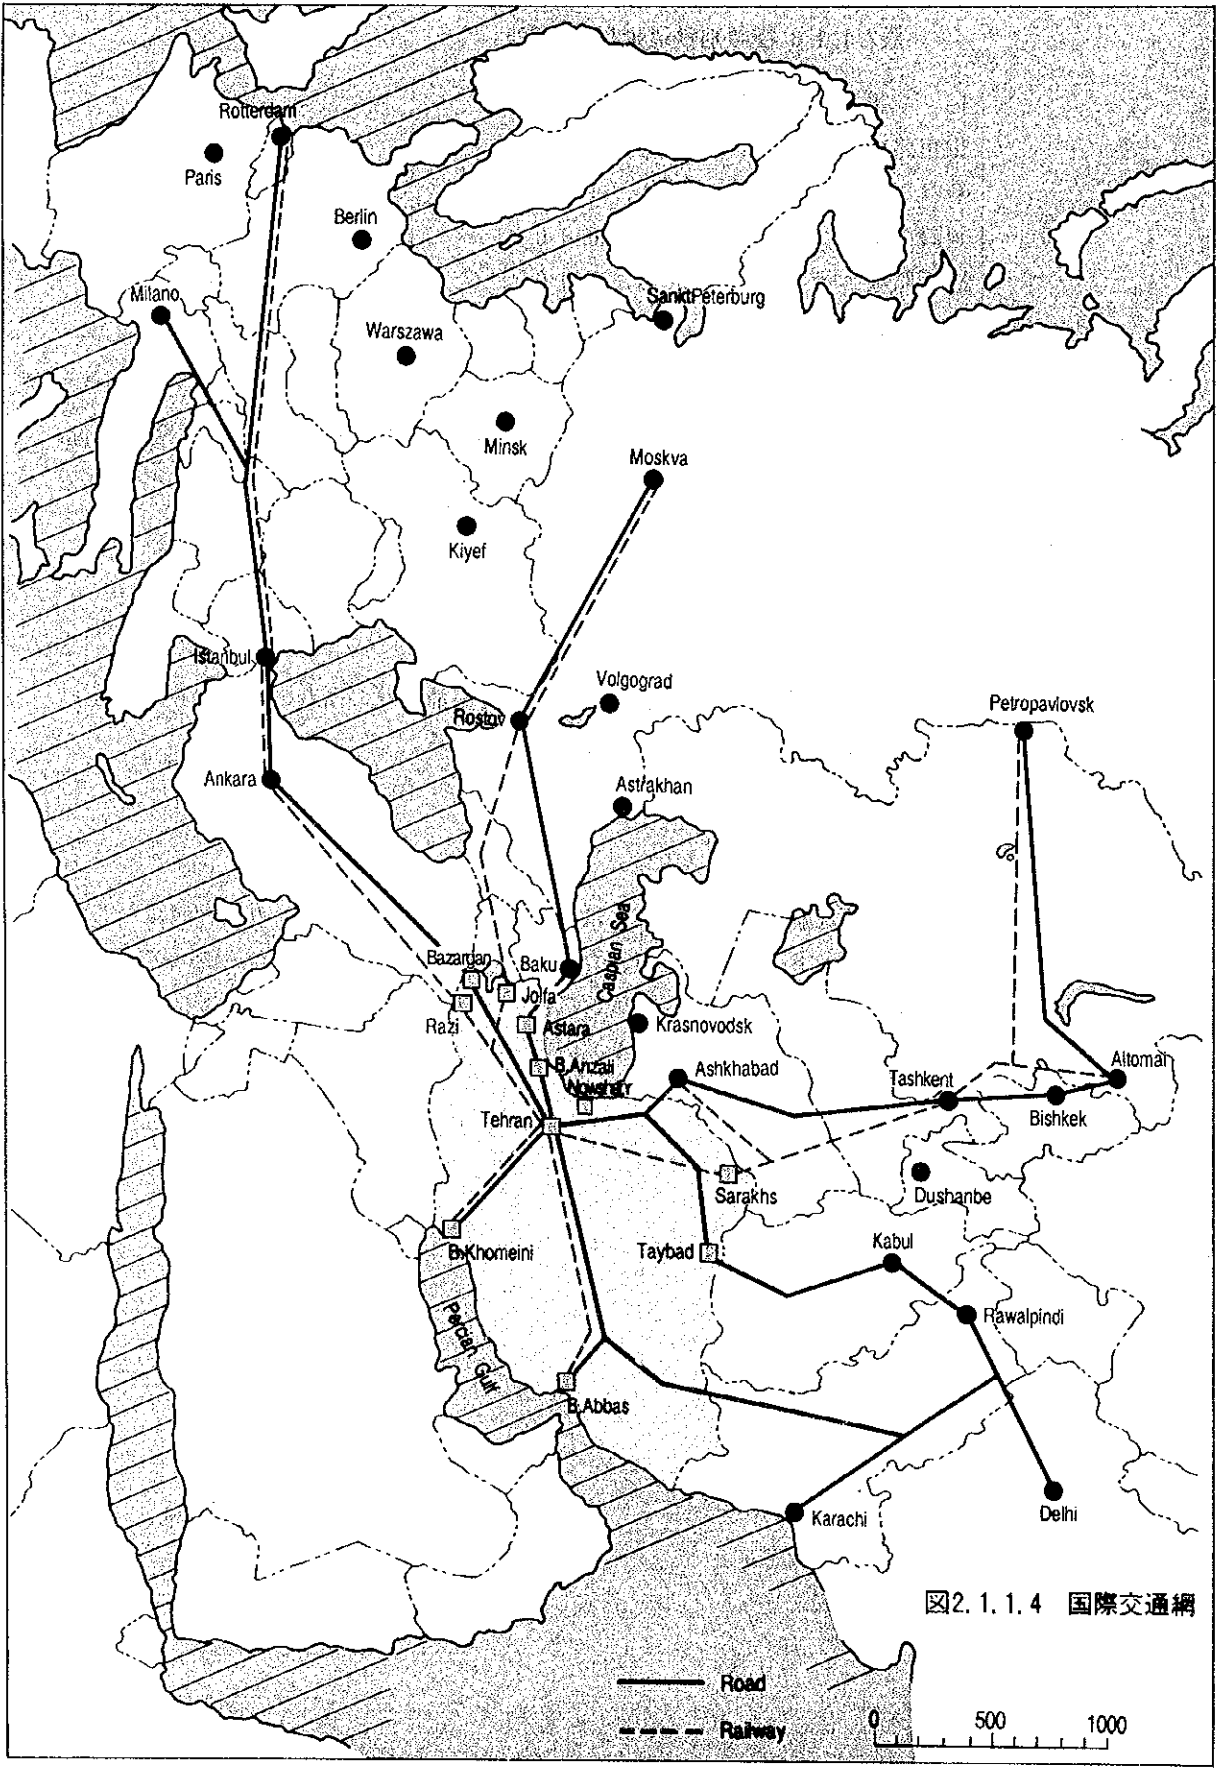 Rotterdam
Paris
Berlin
Milano
SanktPeterburg
Warszawa
Minsk
Moskva
Kiyef
Istanbul
Volgograd
Rostov
Petropavlovsk
Ankara
Astrakhan
Caspian Sea
Bazargan
Baku
Jolfa
Razi
Astara
Krasnovodsk
B.Anzali
Nowshahr
Ashkhabad
Altomai
Tashkent
Tehran
Bishkek
Sarakhs
Dushanbe
B.Khomeini
Taybad
Kabul
Rawalpindi
Percian Gulf
B.Abbas
Karachi
Delhi
図2.1.1.4 国際交通網
Road
Railway
0 500 1000